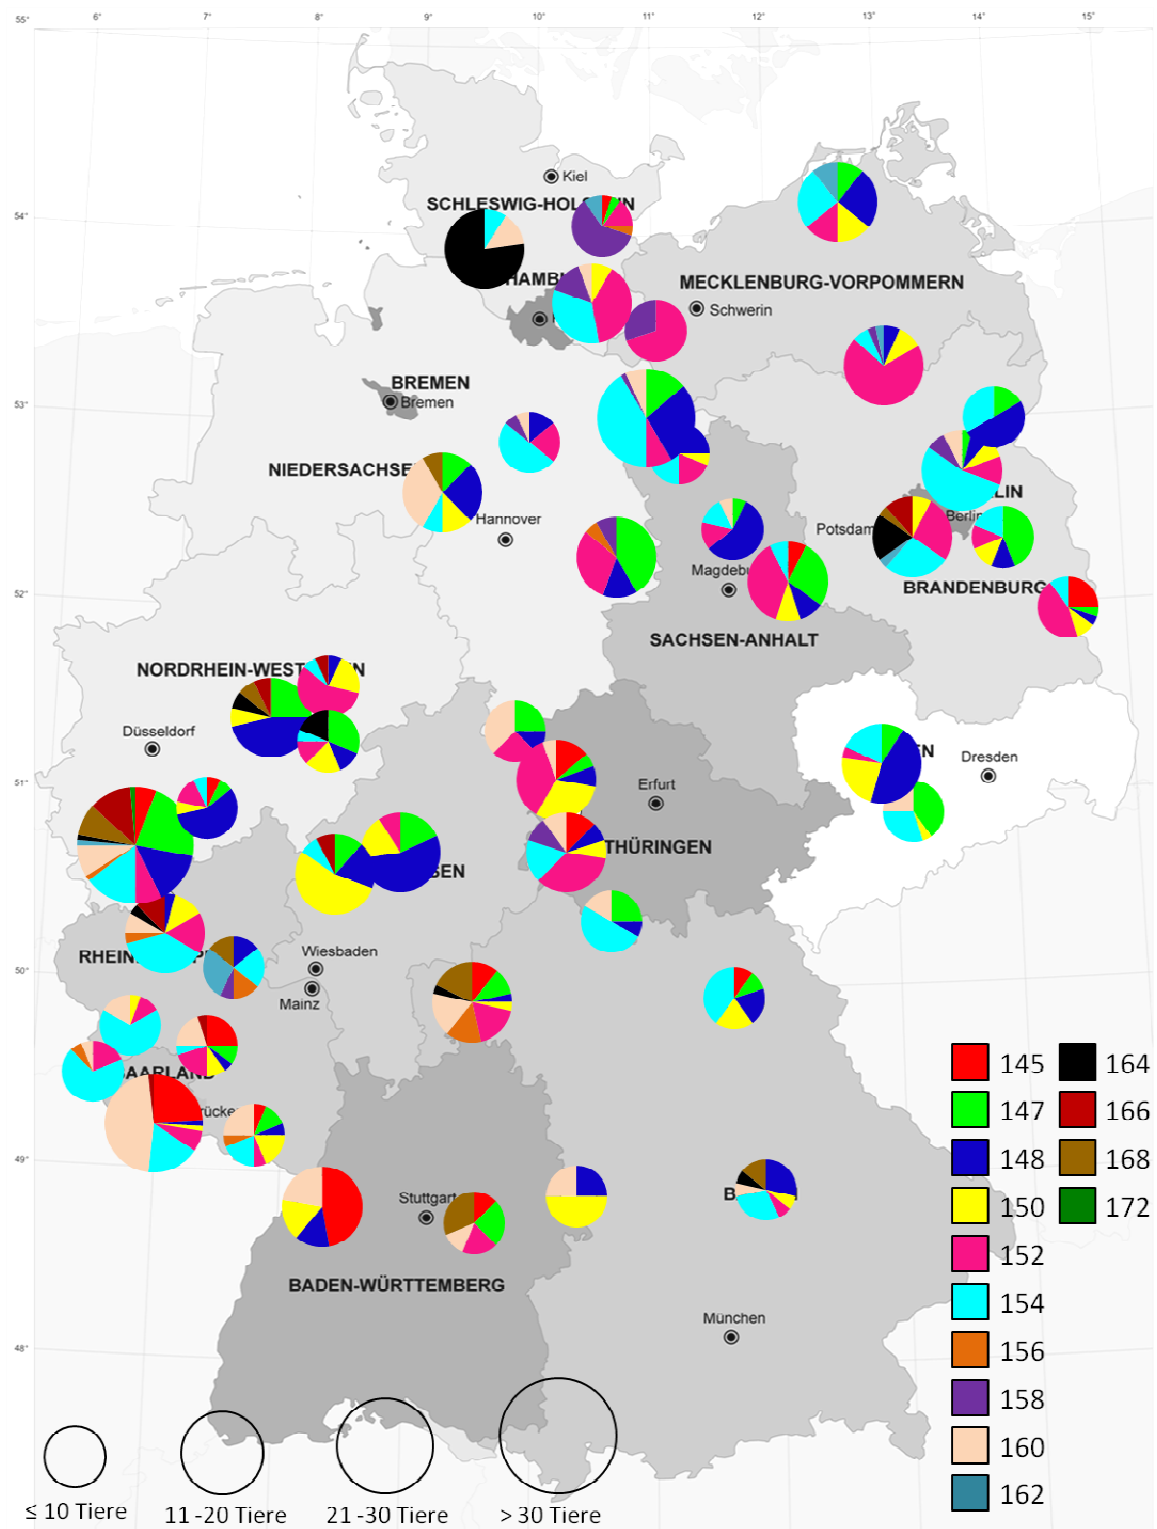 6° 7° 8° 9° 10° 11° 12° 13° 14° 15°
55°
Kiel
SCHLESWIG-HOL
N
54°
HAMB
MECKLENBURG-VORPOMMERN
Schwerin
BREMEN
Bremen
53°
NIEDERSACHSE
Hannover
LIN
Berlin
Potsdam
Magdebu
BRANDENBURG
52°
SACHSEN-ANHALT
NORDRHEIN-WEST
N
Düsseldorf
EN
Dresden
51°
Erfurt
THÜRINGEN
SEN
RHEIN
Wiesbaden
50°
Mainz
SAARLAND
rücke
49°
Stuttgart
B
BADEN-WÜRTTEMBERG
München
48°
145 164
147 166
148 168
150 172
152
154
156
158
160
162
≤ 10 Tiere 11 -20 Tiere 21 -30 Tiere > 30 Tiere